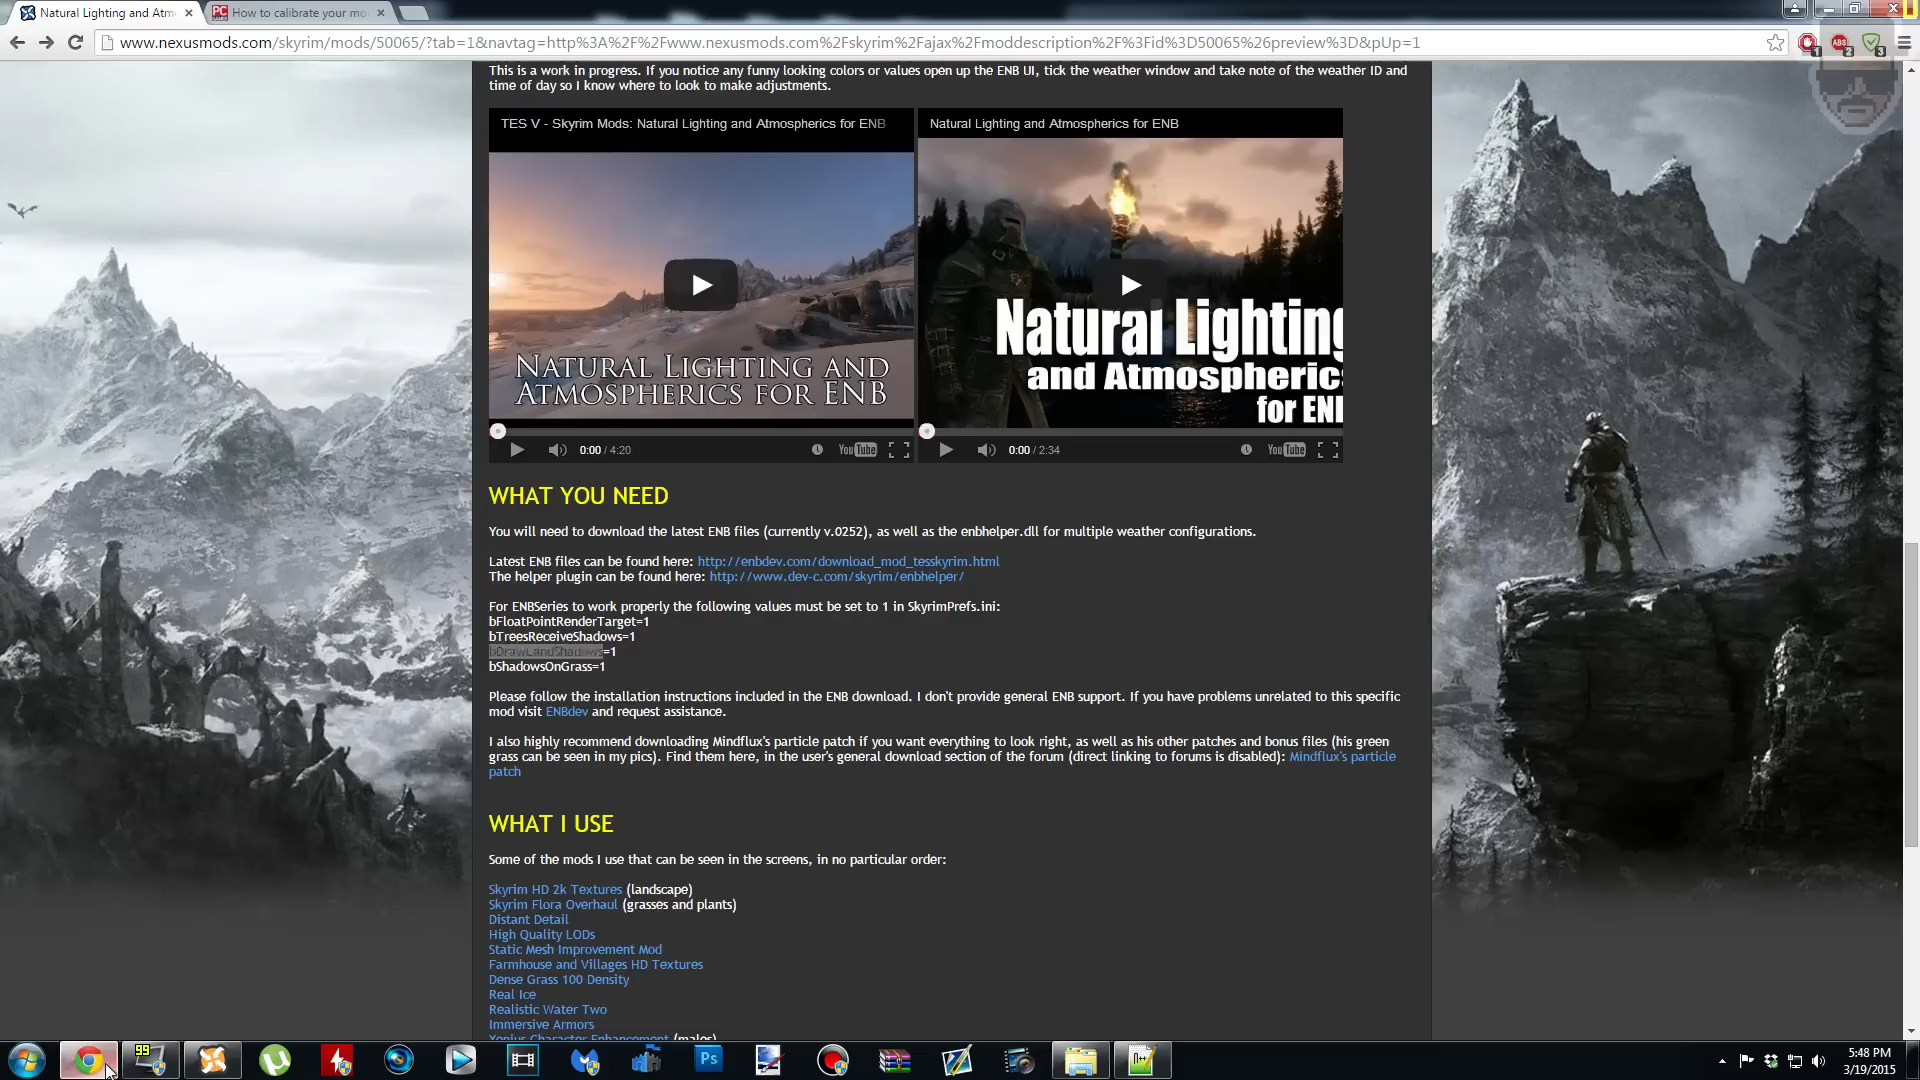 Natural Lighting and Atm
How to calibrate your mo
www.nexusmods.com/skyrim/mods/50065/?tab=1&navtag=http%3A%2F%2Fwww.nexusmods.com%2Fskyrim%2Fajax%2Fmoddescription%2F%3Fid%3D50065%26preview%3D&pUp=1
This is a work in progress. If you notice any funny looking colors or values open up the ENB UI, tick the weather window and take note of the weather ID and
time of day so I know where to look to make adjustments.
TES V - Skyrim Mods: Natural Lighting and Atmospherics for ENB
Natural Lighting and Atmospherics for ENB
NATURAL LIGHTING AND
ATMOSPHERICS FOR ENB
Natural Lighting
and Atmospherics
for ENB
0:00 / 4:20
YouTube
0:00 / 2:34
YouTube
WHAT YOU NEED
You will need to download the latest ENB files (currently v.0252), as well as the enbhelper.dll for multiple weather configurations.
Latest ENB files can be found here: http://enbdev.com/download_mod_tesskyrim.html
The helper plugin can be found here: http://www.dev-c.com/skyrim/enbhelper/
For ENBSeries to work properly the following values must be set to 1 in SkyrimPrefs.ini:
bFloatPointRenderTarget=1
bTreesReceiveShadows=1
bDrawLandShadows=1
bShadowsOnGrass=1
Please follow the installation instructions included in the ENB download. I don't provide general ENB support. If you have problems unrelated to this specific
mod visit ENBdev and request assistance.
I also highly recommend downloading Mindflux's particle patch if you want everything to look right, as well as his other patches and bonus files (his green
grass can be seen in my pics). Find them here, in the user's general download section of the forum (direct linking to forums is disabled): Mindflux's particle
patch
WHAT I USE
Some of the mods I use that can be seen in the screens, in no particular order:
Skyrim HD 2k Textures (landscape)
Skyrim Flora Overhaul (grasses and plants)
Distant Detail
High Quality LODs
Static Mesh Improvement Mod
Farmhouse and Villages HD Textures
Dense Grass 100 Density
Real Ice
Realistic Water Two
Immersive Armors
Xenius Character Enhancement (males)
99
Ps
5:48 PM
3/19/2015